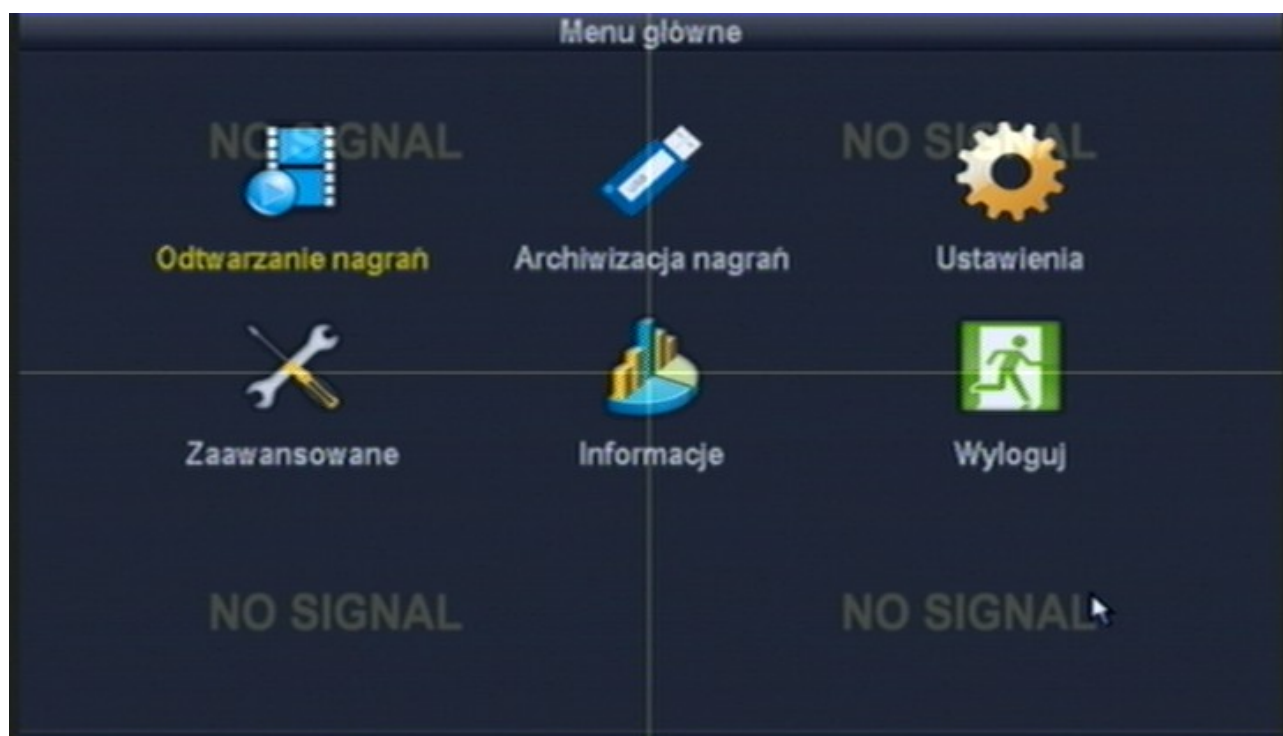 Menu główne
NO SIGNAL NO SIGNAL
Odtwarzanie nagrań Archiwizacja nagrań Ustawienia
Zaawansowane Informacje Wyloguj
NO SIGNAL NO SIGNAL